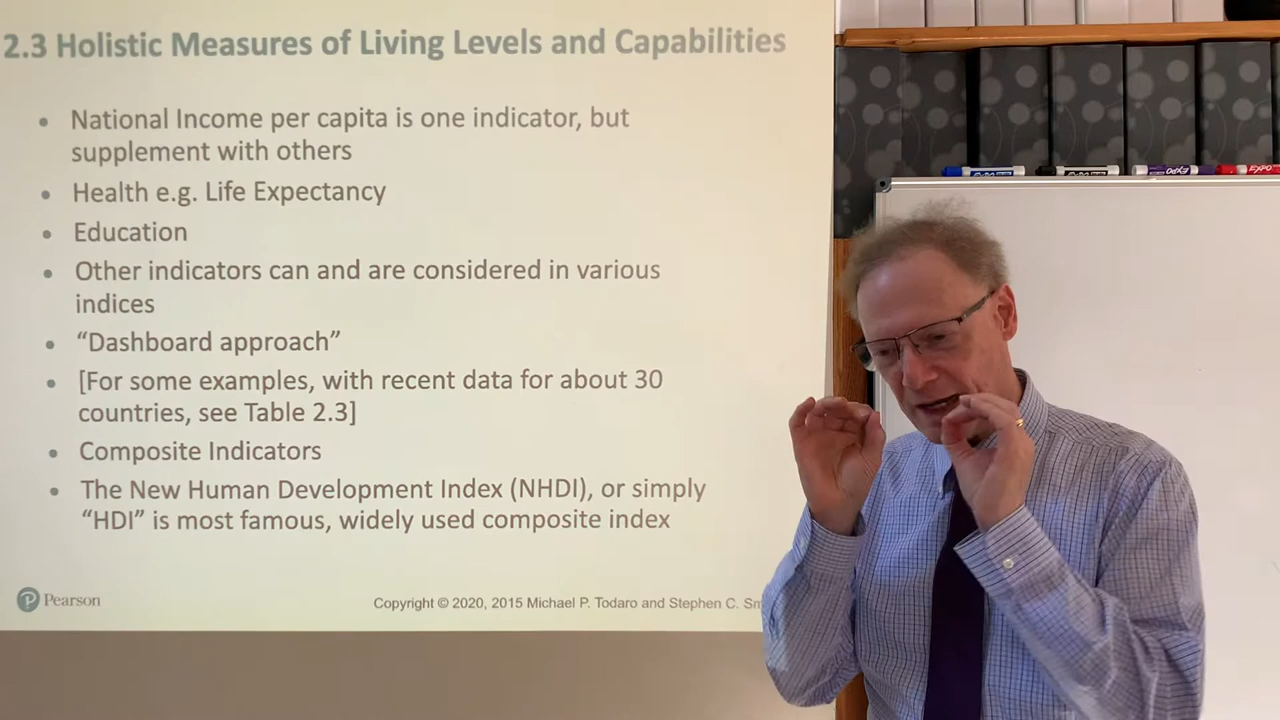 2.3 Holistic Measures of Living Levels and Capabilities
• National Income per capita is one indicator, but
supplement with others
• Health e.g. Life Expectancy
• Education
• Other indicators can and are considered in various
indices
• “Dashboard approach”
• [For some examples, with recent data for about 30
countries, see Table 2.3]
• Composite Indicators
• The New Human Development Index (NHDI), or simply
“HDI” is most famous, widely used composite index
Pearson
Copyright © 2020, 2015 Michael P. Todaro and Stephen C.
EXPO
EXPO